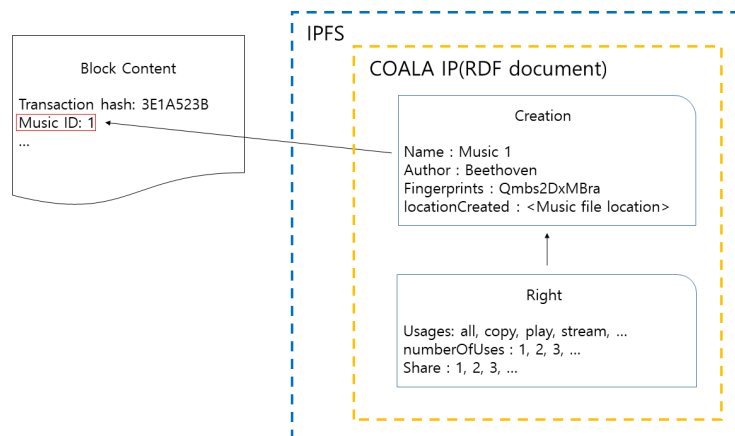 Block Content
Transaction hash: 3E1A523B
Music ID: 1
...
IPFS
COALA IP(RDF document)
Creation
Name : Music 1
Author : Beethoven
Fingerprints : Qmbs2DxMBra
locationCreated : <Music file location>
Right
Usages: all, copy, play, stream, ...
numberOfUses : 1, 2, 3, ...
Share : 1, 2, 3, ...